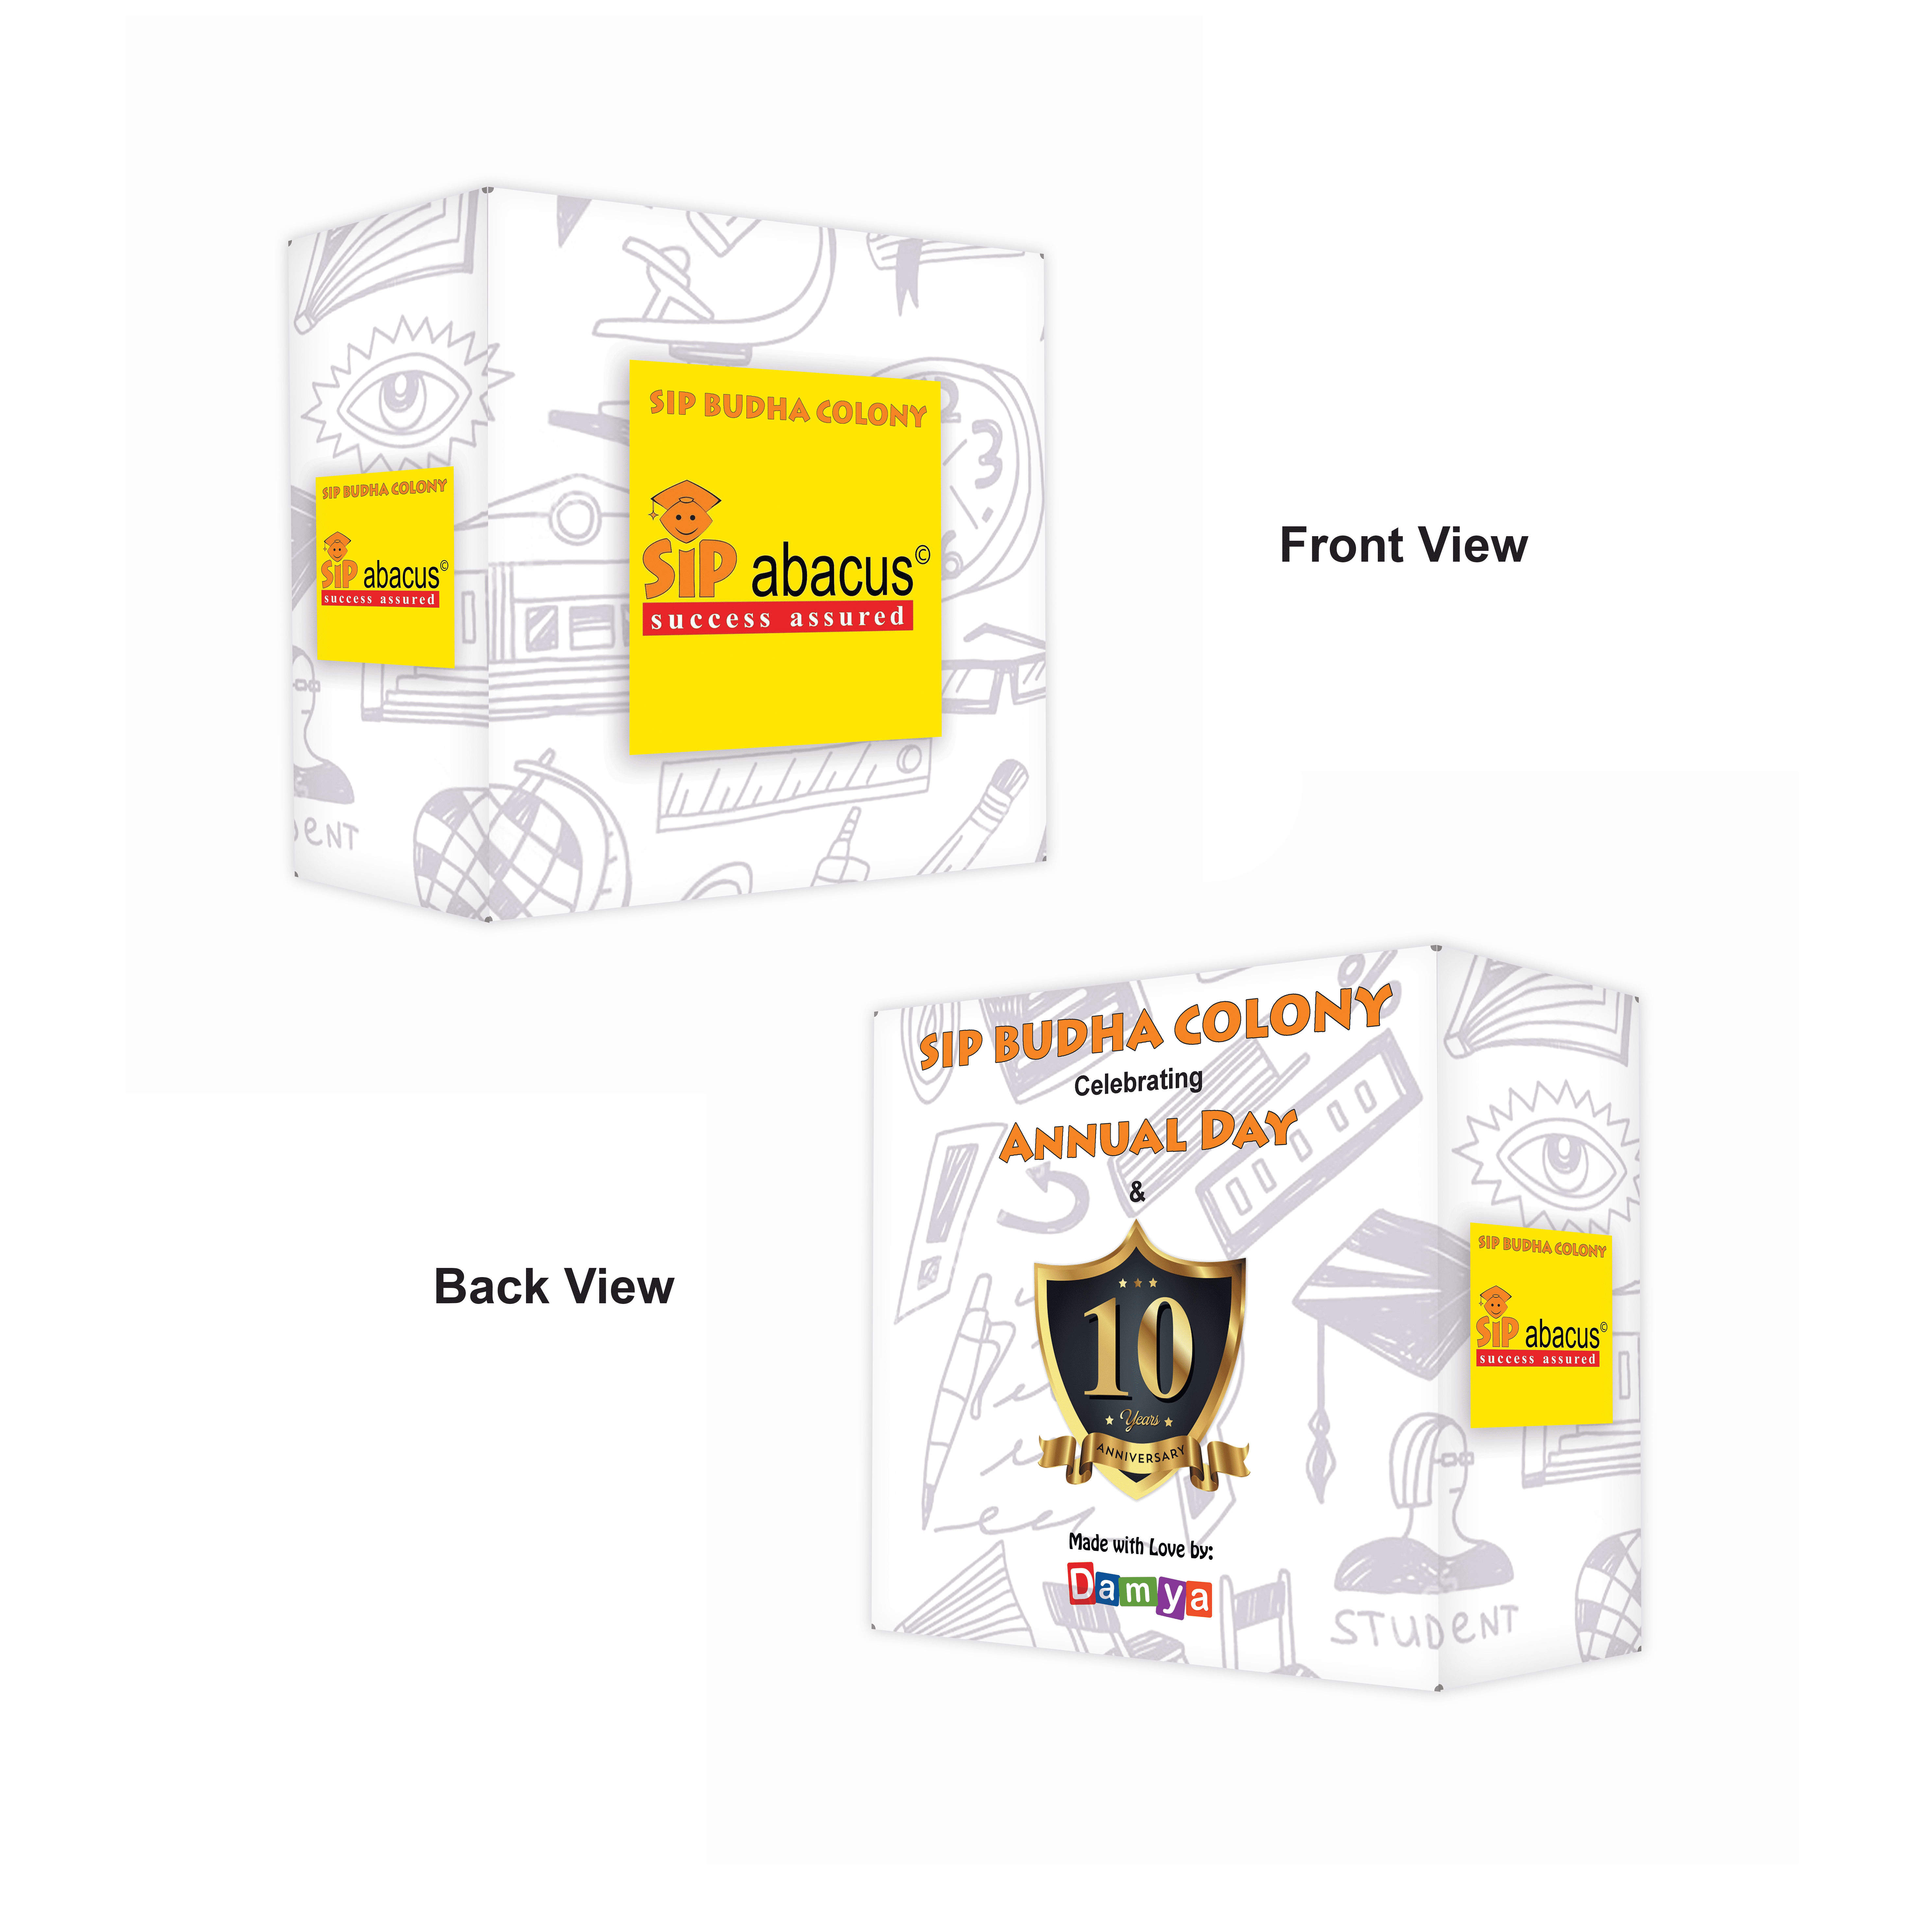 SIP BUDHA COLONY
SIP abacus©
success assured
SIP BUDHA COLONY
SIP abacus©
success assured
3
6
ENT
Front View
Back View
SIP BUDHA COLONY
Celebrating
ANNUAL DAY
&
10
Years
ANNIVERSARY
Made with Love by:
Damya
STUDENT
SIP BUDHA COLONY
SIP abacus©
success assured